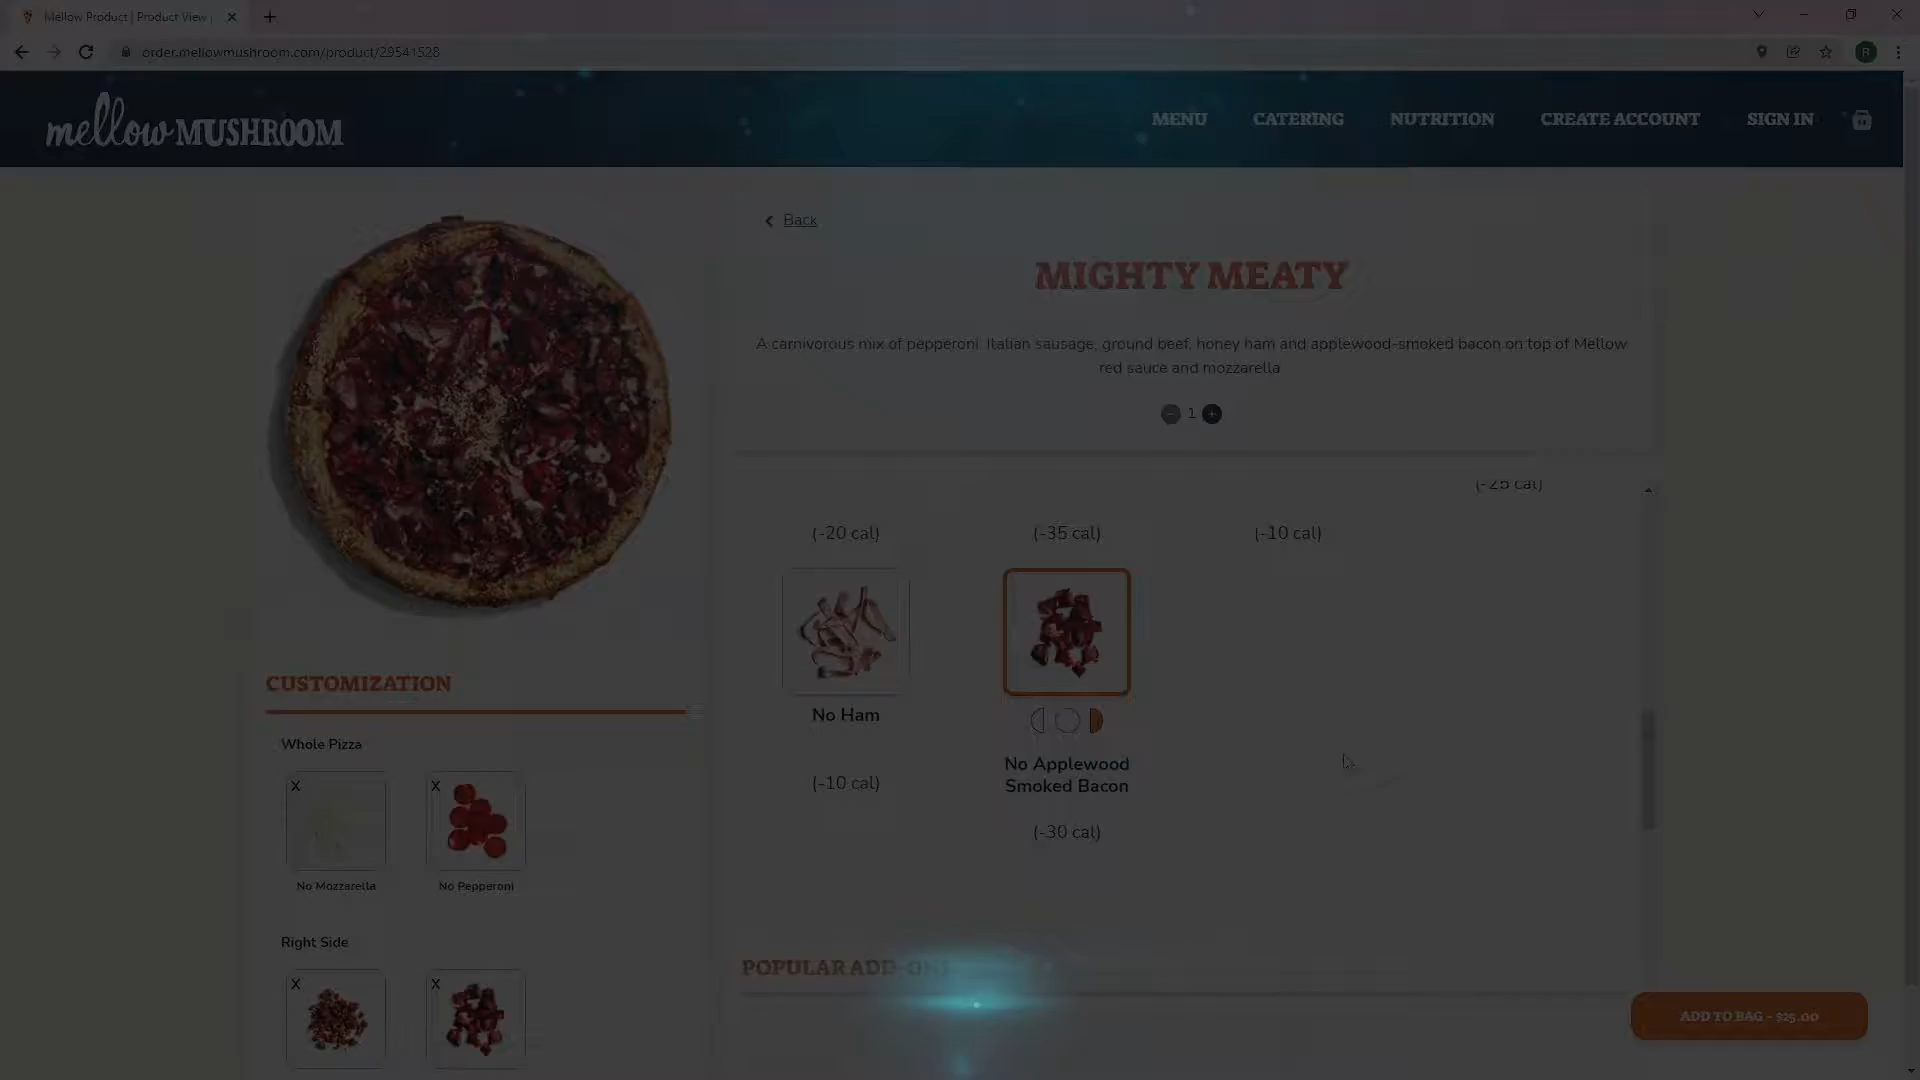 Mellow Product | Product View
order.mellowmushroom.com/product/29541528
R
mellow MUSHROOM
MENU
CATERING
NUTRITION
CREATE ACCOUNT
SIGN IN
Back
MIGHTY MEATY
A carnivorous mix of pepperoni, Italian sausage, ground beef, honey ham and applewood-smoked bacon on top of Mellow
red sauce and mozzarella
1
(-25 cal)
(-20 cal)
(-35 cal)
(-10 cal)
No Ham
(-10 cal)
No Applewood
Smoked Bacon
(-30 cal)
CUSTOMIZATION
Whole Pizza
X
X
No Mozzarella
No Pepperoni
Right Side
X
X
POPULAR ADD-ONS
ADD TO BAG - $25.00